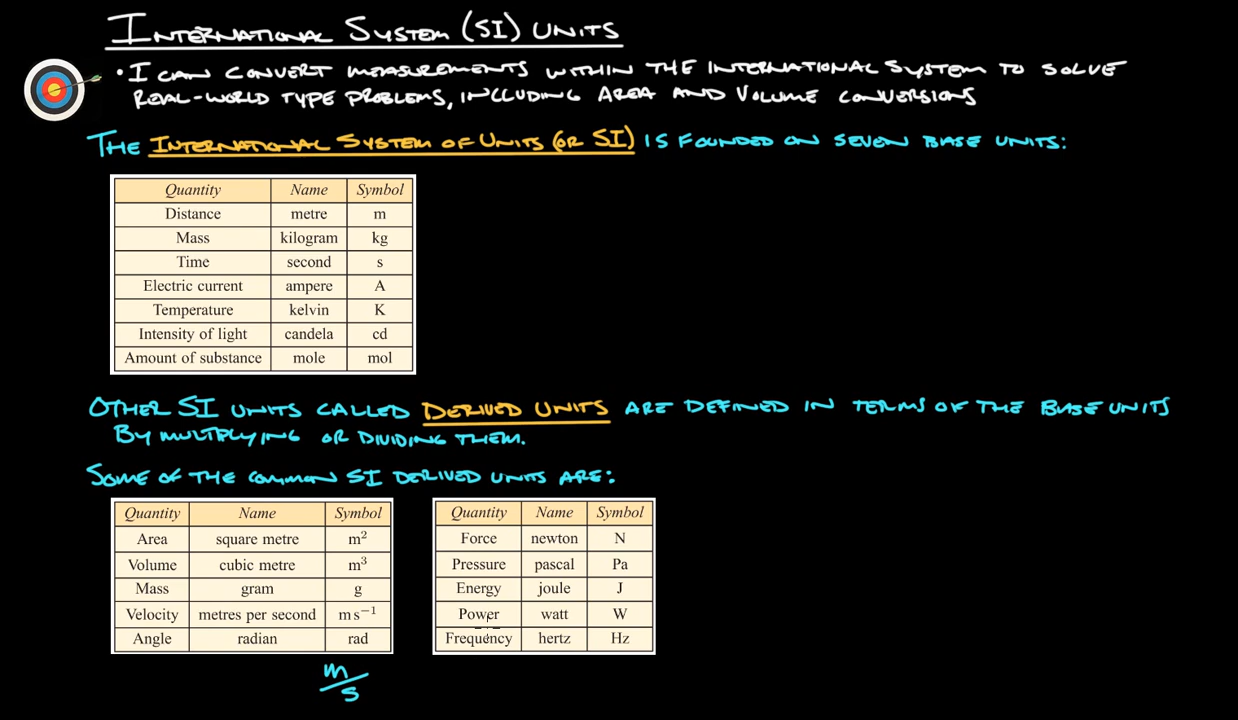 INTERNATIONAL SYSTEM (SI) UNITS
• I CAN CONVERT MEASUREMENTS WITHIN THE INTERNATIONAL SYSTEM TO SOLVE
REAL-WORLD TYPE PROBLEMS, INCLUDING AREA AND VOLUME CONVERSIONS
THE INTERNATIONAL SYSTEM OF UNITS (OR SI) IS FOUNDED ON SEVEN BASE UNITS:
Quantity Name Symbol
Distance metre m
Mass kilogram kg
Time second s
Electric current ampere A
Temperature kelvin K
Intensity of light candela cd
Amount of substance mole mol
OTHER SI UNITS CALLED DERIVED UNITS ARE DEFINED IN TERMS OF THE BASE UNITS
BY MULTIPLYING OR DIVIDING THEM.
SOME OF THE COMMON SI DERIVED UNITS ARE:
Quantity Name Symbol
Area square metre m²
Volume cubic metre m³
Mass gram g
Velocity metres per second m s⁻¹
Angle radian rad
m/s
Quantity Name Symbol
Force newton N
Pressure pascal Pa
Energy joule J
Power watt W
Frequency hertz Hz